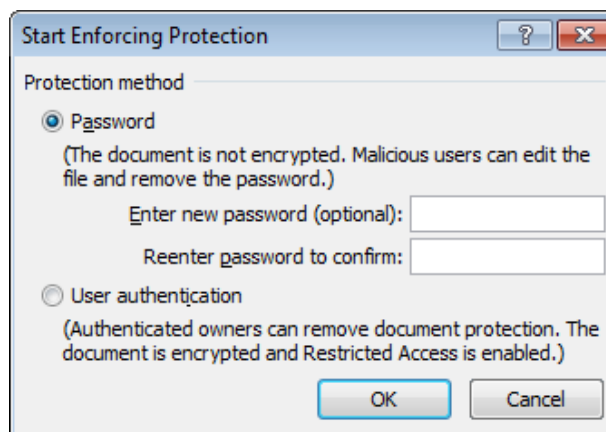 Start Enforcing Protection
?
Protection method
Password
(The document is not encrypted. Malicious users can edit the
file and remove the password.)
Enter new password (optional):
Reenter password to confirm:
User authentication
(Authenticated owners can remove document protection. The
document is encrypted and Restricted Access is enabled.)
OK Cancel